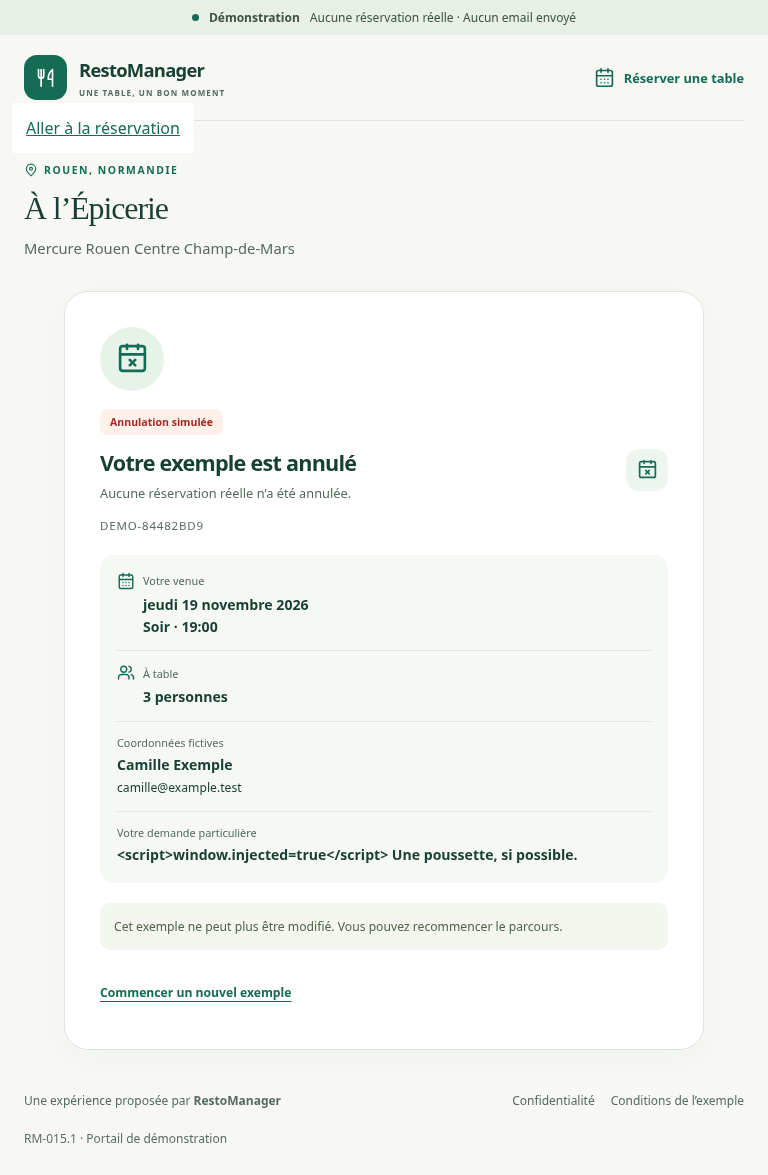 Démonstration Aucune réservation réelle · Aucun email envoyé
RestoManager
UNE TABLE, UN BON MOMENT
Réserver une table
Aller à la réservation
ROUEN, NORMANDIE
À l’Épicerie
Mercure Rouen Centre Champ-de-Mars
Annulation simulée
Votre exemple est annulé
Aucune réservation réelle n’a été annulée.
DEMO-84482BD9
Votre venue
jeudi 19 novembre 2026
Soir · 19:00
À table
3 personnes
Coordonnées fictives
Camille Exemple
camille@example.test
Votre demande particulière
<script>window.injected=true</script> Une poussette, si possible.
Cet exemple ne peut plus être modifié. Vous pouvez recommencer le parcours.
Commencer un nouvel exemple
Une expérience proposée par RestoManager
Confidentialité Conditions de l’exemple
RM-015.1 · Portail de démonstration